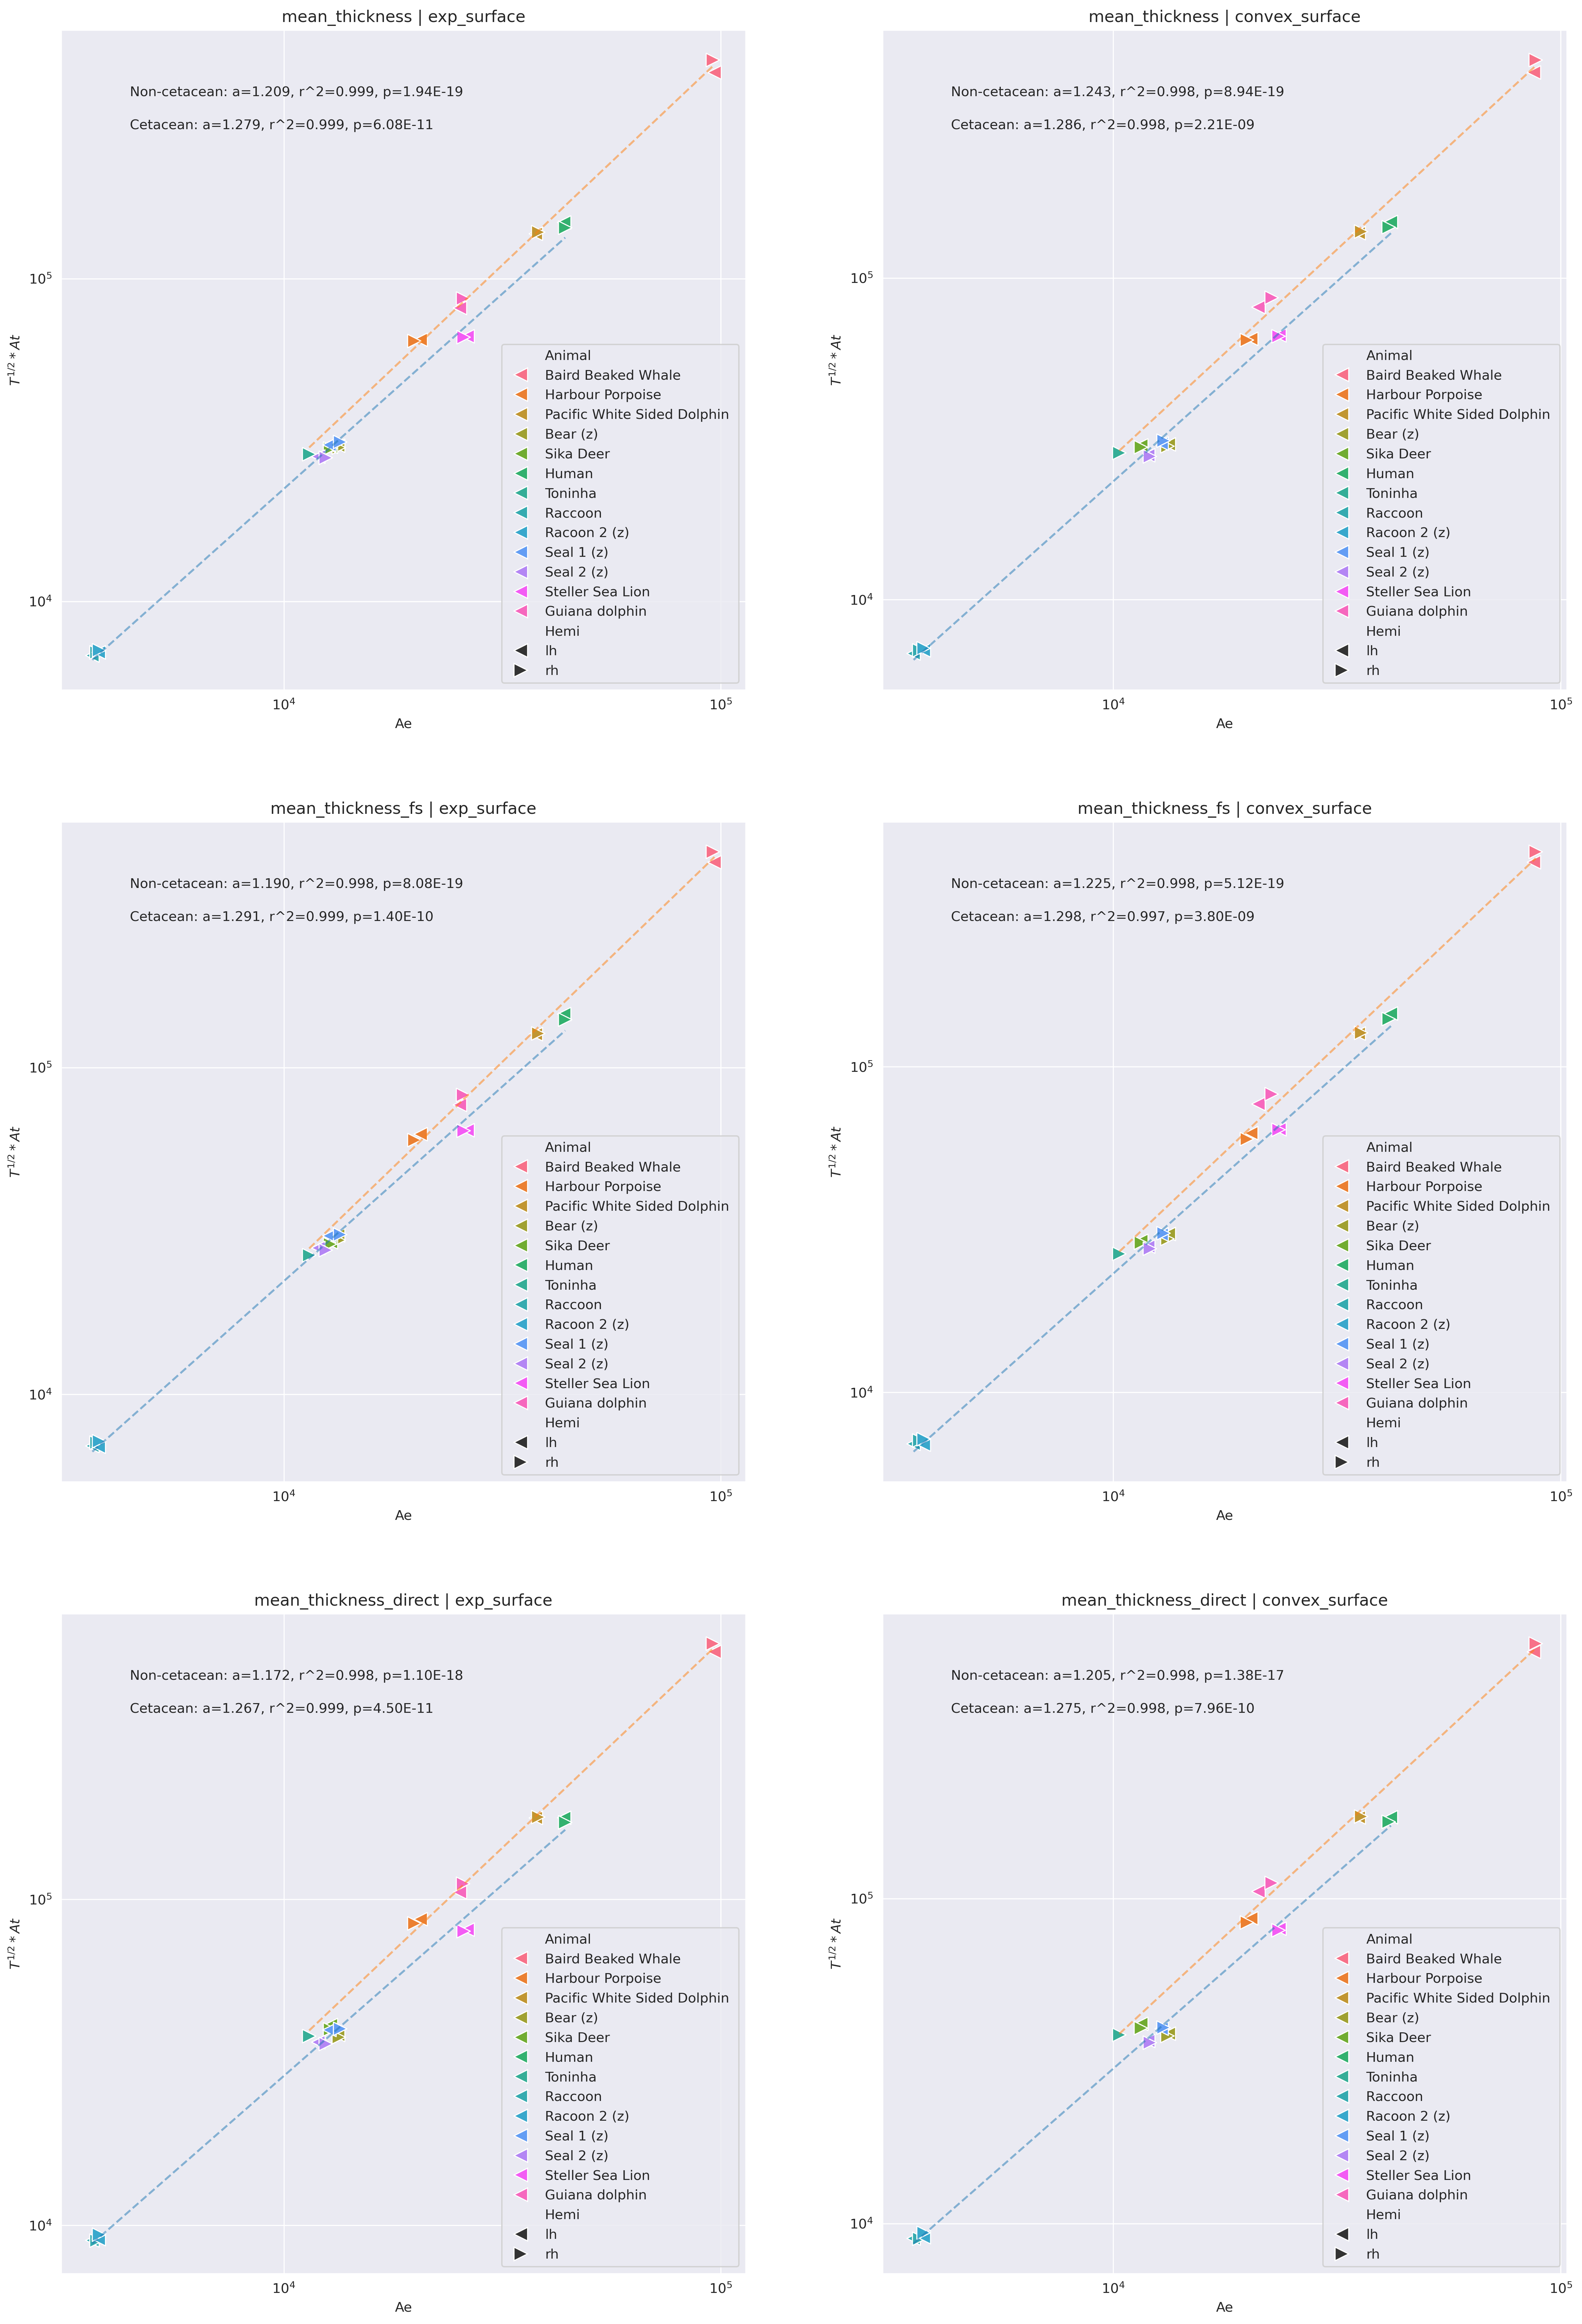 mean_thickness | exp_surface
Non-cetacean: a=1.209, r^2=0.999, p=1.94E-19
Cetacean: a=1.279, r^2=0.999, p=6.08E-11
10^5
10^4
T^{1/2} * At
Animal
Baird Beaked Whale
Harbour Porpoise
Pacific White Sided Dolphin
Bear (z)
Sika Deer
Human
Toninha
Raccoon
Racoon 2 (z)
Seal 1 (z)
Seal 2 (z)
Steller Sea Lion
Guiana dolphin
Hemi
lh
rh
10^4 10^5
Ae
mean_thickness | convex_surface
Non-cetacean: a=1.243, r^2=0.998, p=8.94E-19
Cetacean: a=1.286, r^2=0.998, p=2.21E-09
10^5
10^4
T^{1/2} * At
Animal
Baird Beaked Whale
Harbour Porpoise
Pacific White Sided Dolphin
Bear (z)
Sika Deer
Human
Toninha
Raccoon
Racoon 2 (z)
Seal 1 (z)
Seal 2 (z)
Steller Sea Lion
Guiana dolphin
Hemi
lh
rh
10^4 10^5
Ae
mean_thickness_fs | exp_surface
Non-cetacean: a=1.190, r^2=0.998, p=8.08E-19
Cetacean: a=1.291, r^2=0.999, p=1.40E-10
10^5
10^4
T^{1/2} * At
Animal
Baird Beaked Whale
Harbour Porpoise
Pacific White Sided Dolphin
Bear (z)
Sika Deer
Human
Toninha
Raccoon
Racoon 2 (z)
Seal 1 (z)
Seal 2 (z)
Steller Sea Lion
Guiana dolphin
Hemi
lh
rh
10^4 10^5
Ae
mean_thickness_fs | convex_surface
Non-cetacean: a=1.225, r^2=0.998, p=5.12E-19
Cetacean: a=1.298, r^2=0.997, p=3.80E-09
10^5
10^4
T^{1/2} * At
Animal
Baird Beaked Whale
Harbour Porpoise
Pacific White Sided Dolphin
Bear (z)
Sika Deer
Human
Toninha
Raccoon
Racoon 2 (z)
Seal 1 (z)
Seal 2 (z)
Steller Sea Lion
Guiana dolphin
Hemi
lh
rh
10^4 10^5
Ae
mean_thickness_direct | exp_surface
Non-cetacean: a=1.172, r^2=0.998, p=1.10E-18
Cetacean: a=1.267, r^2=0.999, p=4.50E-11
10^5
10^4
T^{1/2} * At
Animal
Baird Beaked Whale
Harbour Porpoise
Pacific White Sided Dolphin
Bear (z)
Sika Deer
Human
Toninha
Raccoon
Racoon 2 (z)
Seal 1 (z)
Seal 2 (z)
Steller Sea Lion
Guiana dolphin
Hemi
lh
rh
10^4 10^5
Ae
mean_thickness_direct | convex_surface
Non-cetacean: a=1.205, r^2=0.998, p=1.38E-17
Cetacean: a=1.275, r^2=0.998, p=7.96E-10
10^5
10^4
T^{1/2} * At
Animal
Baird Beaked Whale
Harbour Porpoise
Pacific White Sided Dolphin
Bear (z)
Sika Deer
Human
Toninha
Raccoon
Racoon 2 (z)
Seal 1 (z)
Seal 2 (z)
Steller Sea Lion
Guiana dolphin
Hemi
lh
rh
10^4 10^5
Ae